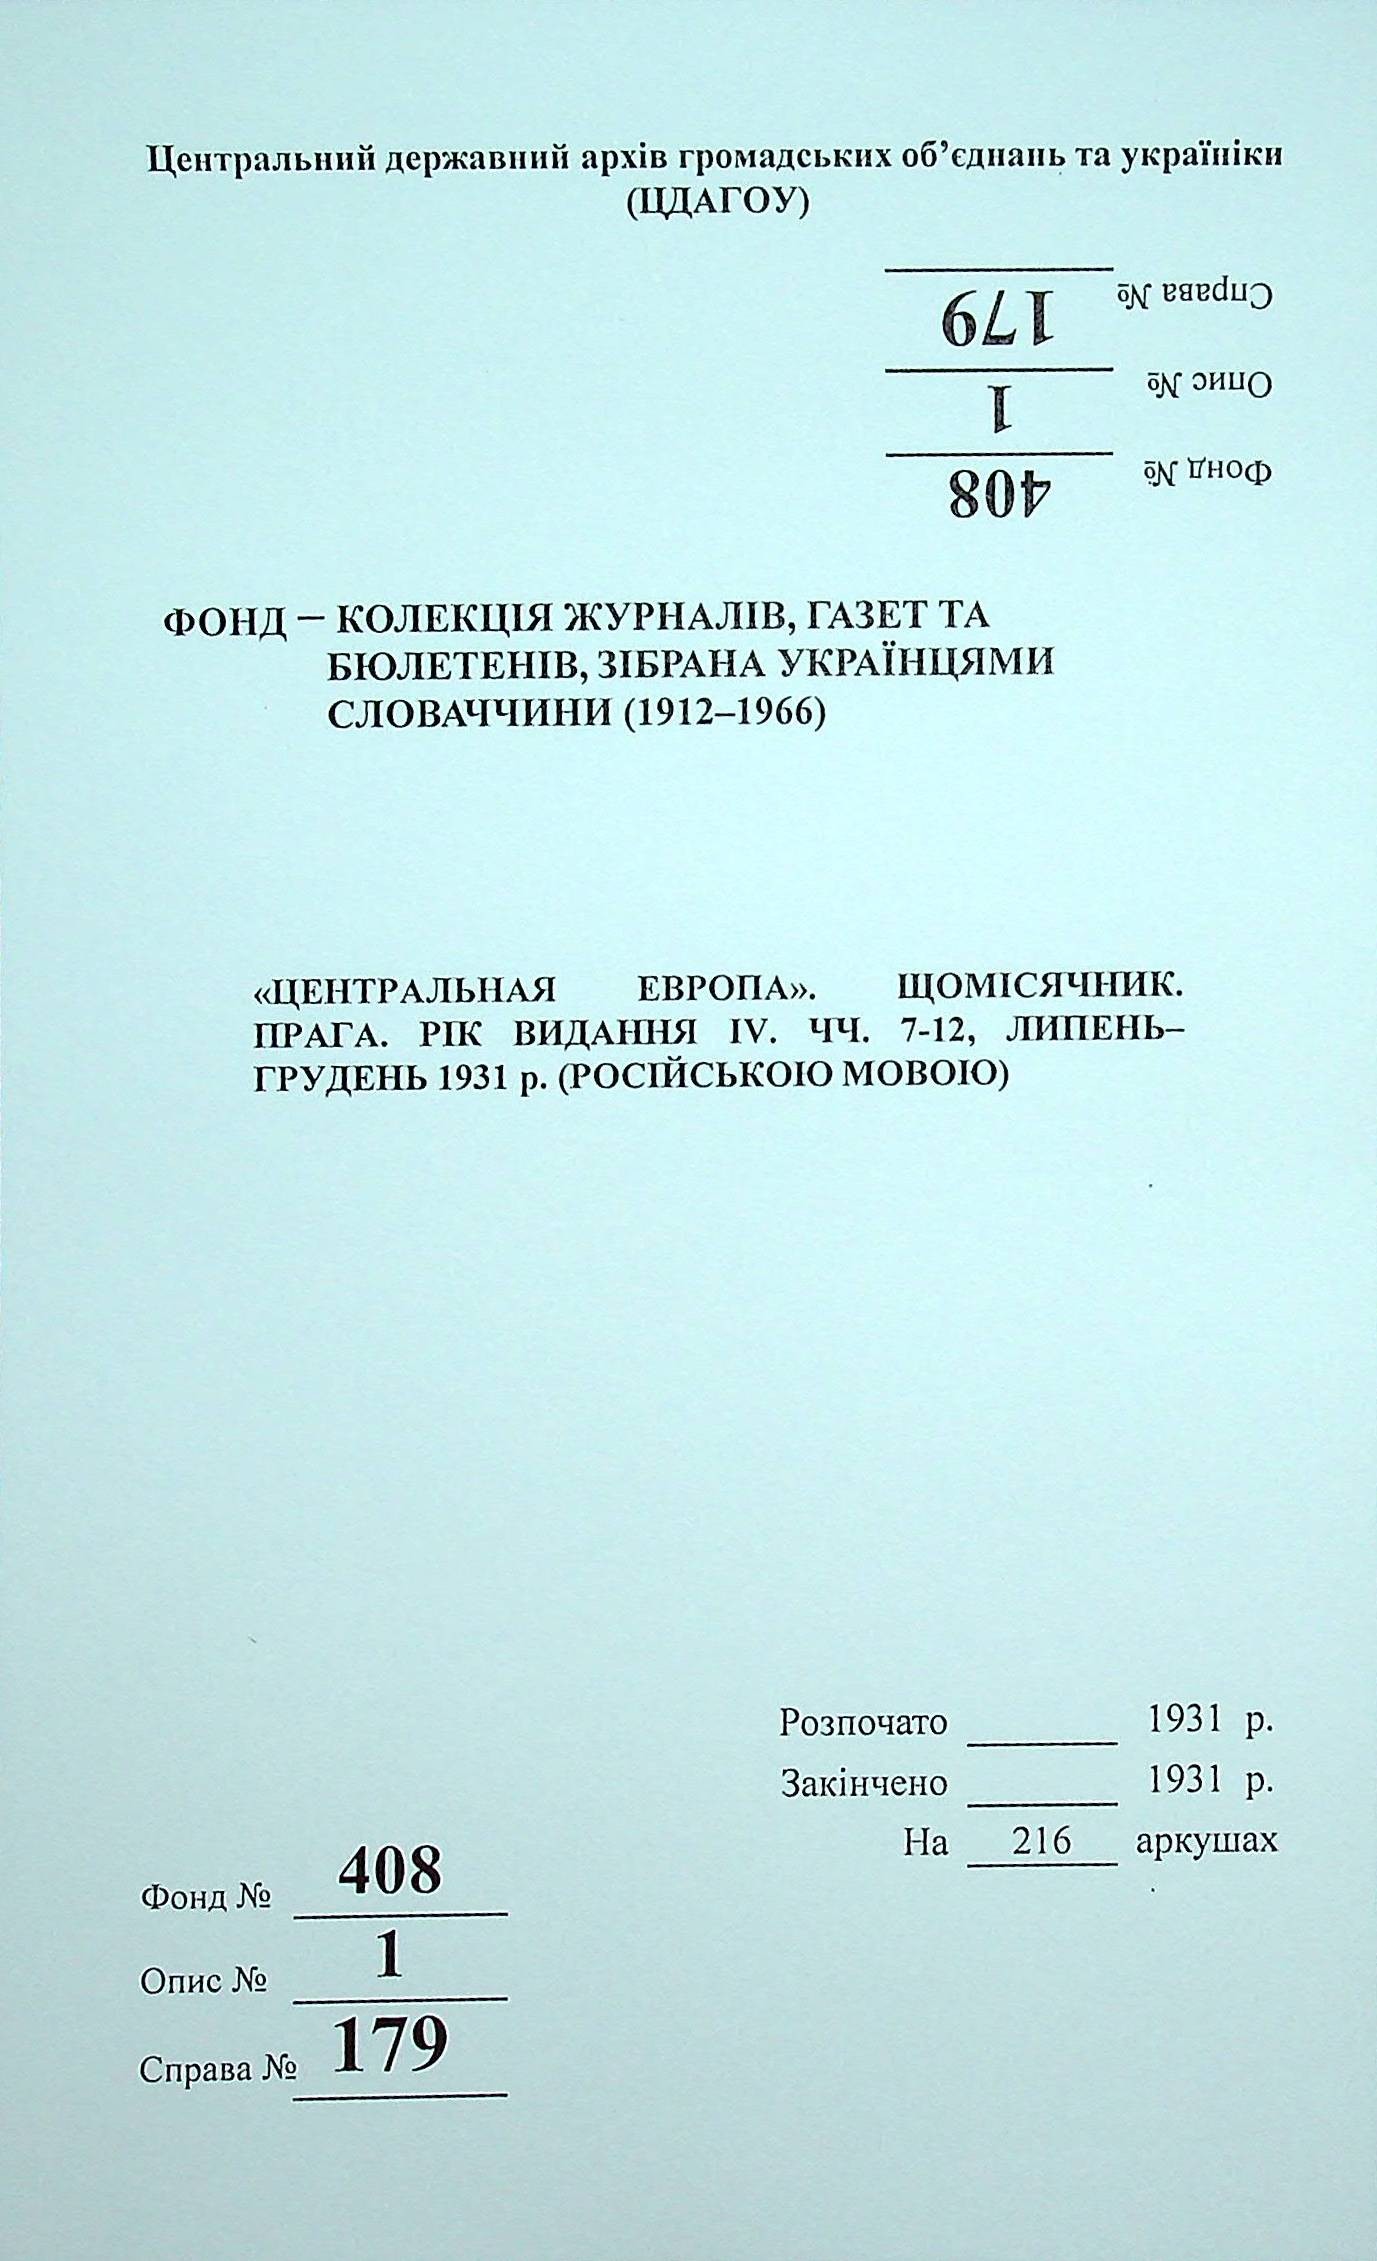 Центральний державний архів громадських об’єднань та україніки
(ЦДАГОУ)
Фонд № 408
Опис № 1
Справа № 179
ФОНД – КОЛЕКЦІЯ ЖУРНАЛІВ, ГАЗЕТ ТА
БЮЛЕТЕНІВ, ЗІБРАНА УКРАЇНЦЯМИ
СЛОВАЧЧИНИ (1912–1966)
«ЦЕНТРАЛЬНАЯ ЕВРОПА». ЩОМІСЯЧНИК.
ПРАГА. РІК ВИДАННЯ IV. ЧЧ. 7-12, ЛИПЕНЬ–
ГРУДЕНЬ 1931 р. (РОСІЙСЬКОЮ МОВОЮ)
Розпочато 1931 р.
Закінчено 1931 р.
На 216 аркушах
Фонд № 408
Опис № 1
Справа № 179